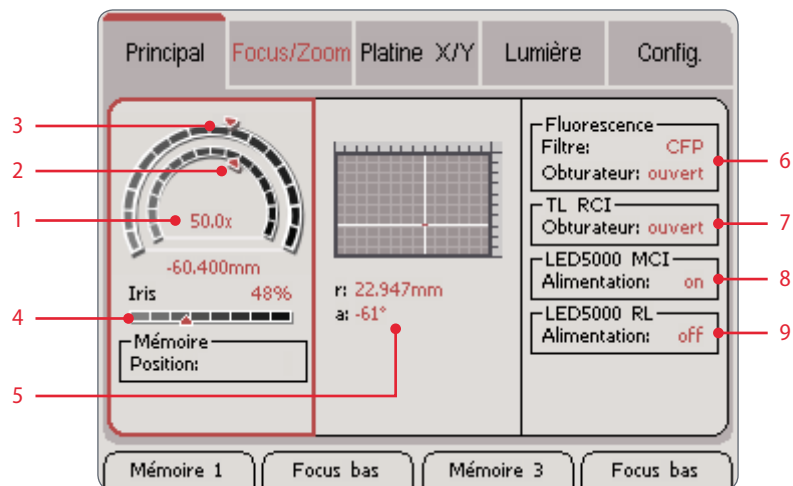 Principal Focus/Zoom Platine X/Y Lumière Config.
3
2
1
50.0x
-60.400mm
Iris 48%
4
Mémoire
Position:
r: 22.947mm
a: -61°
5
Fluorescence
Filtre: CFP
Obturateur: ouvert
6
TL RCI
Obturateur: ouvert
7
LED5000 MCI
Alimentation: on
8
LED5000 RL
Alimentation: off
9
Mémoire 1 Focus bas Mémoire 3 Focus bas